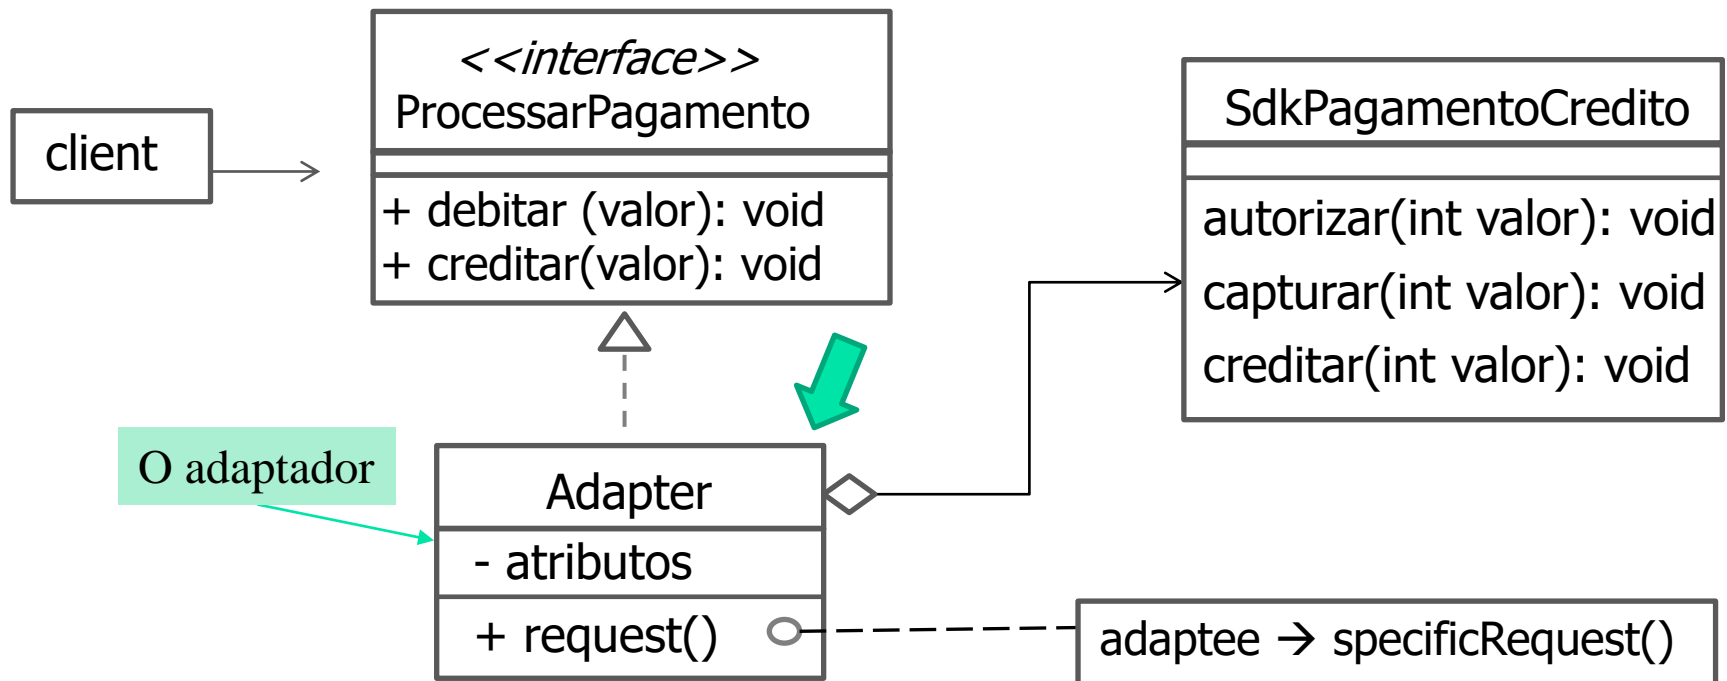 <<interface>>
ProcessarPagamento
+ debitar (valor): void
+ creditar(valor): void
client
SdkPagamentoCredito
autorizar(int valor): void
capturar(int valor): void
creditar(int valor): void
O adaptador
Adapter
- atributos
+ request()
adaptee → specificRequest()